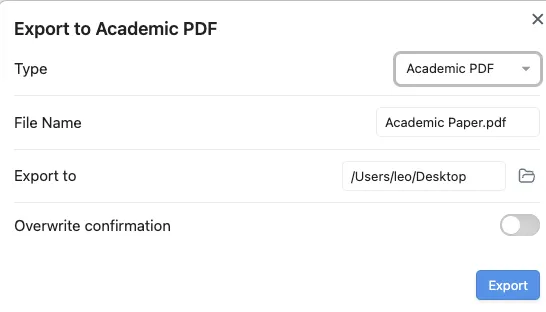 Export to Academic PDF
Type
Academic PDF
File Name
Academic Paper.pdf
Export to
/Users/leo/Desktop
Overwrite confirmation
Export